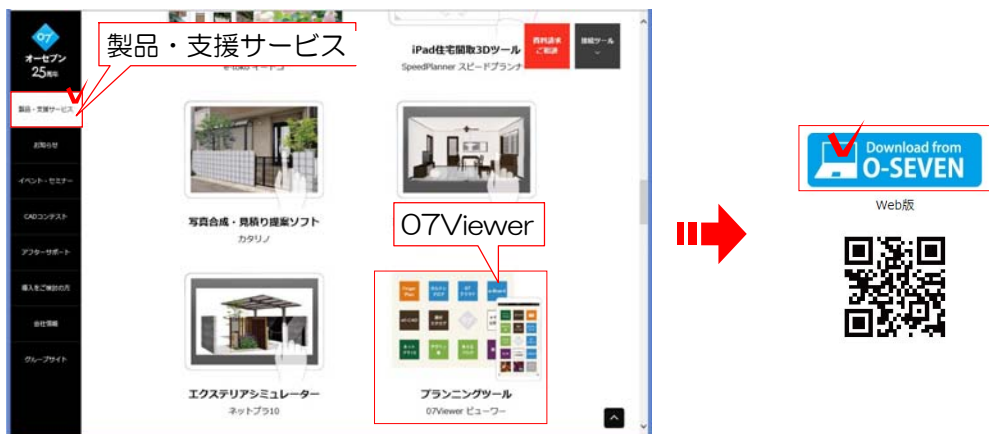 07
オーセブン
25周年
製品・支援サービス
お知らせ
イベント・セミナー
CADコンテスト
アフターサポート
導入をご検討の方
会社情報
グループサイト
製品・支援サービス
iPad住宅間取3Dツール
SpeedPlanner スピードプランナ
資料請求
ご相談
写真合成・見積り提案ソフト
カタリノ
O7Viewer
エクステリアシミュレーター
ネットプラ10
プランニングツール
07Viewer ビューワー
Download from
O-SEVEN
Web版